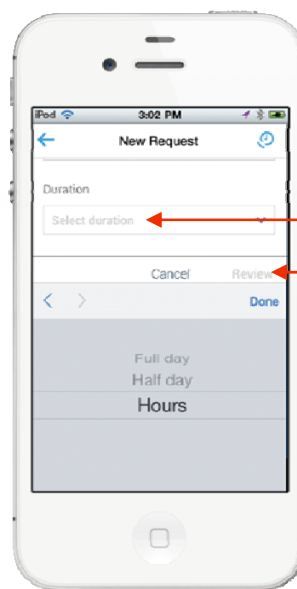 iPod 3:02 PM
New Request
Duration
Select duration
Cancel Review
Done
Full day
Half day
Hours